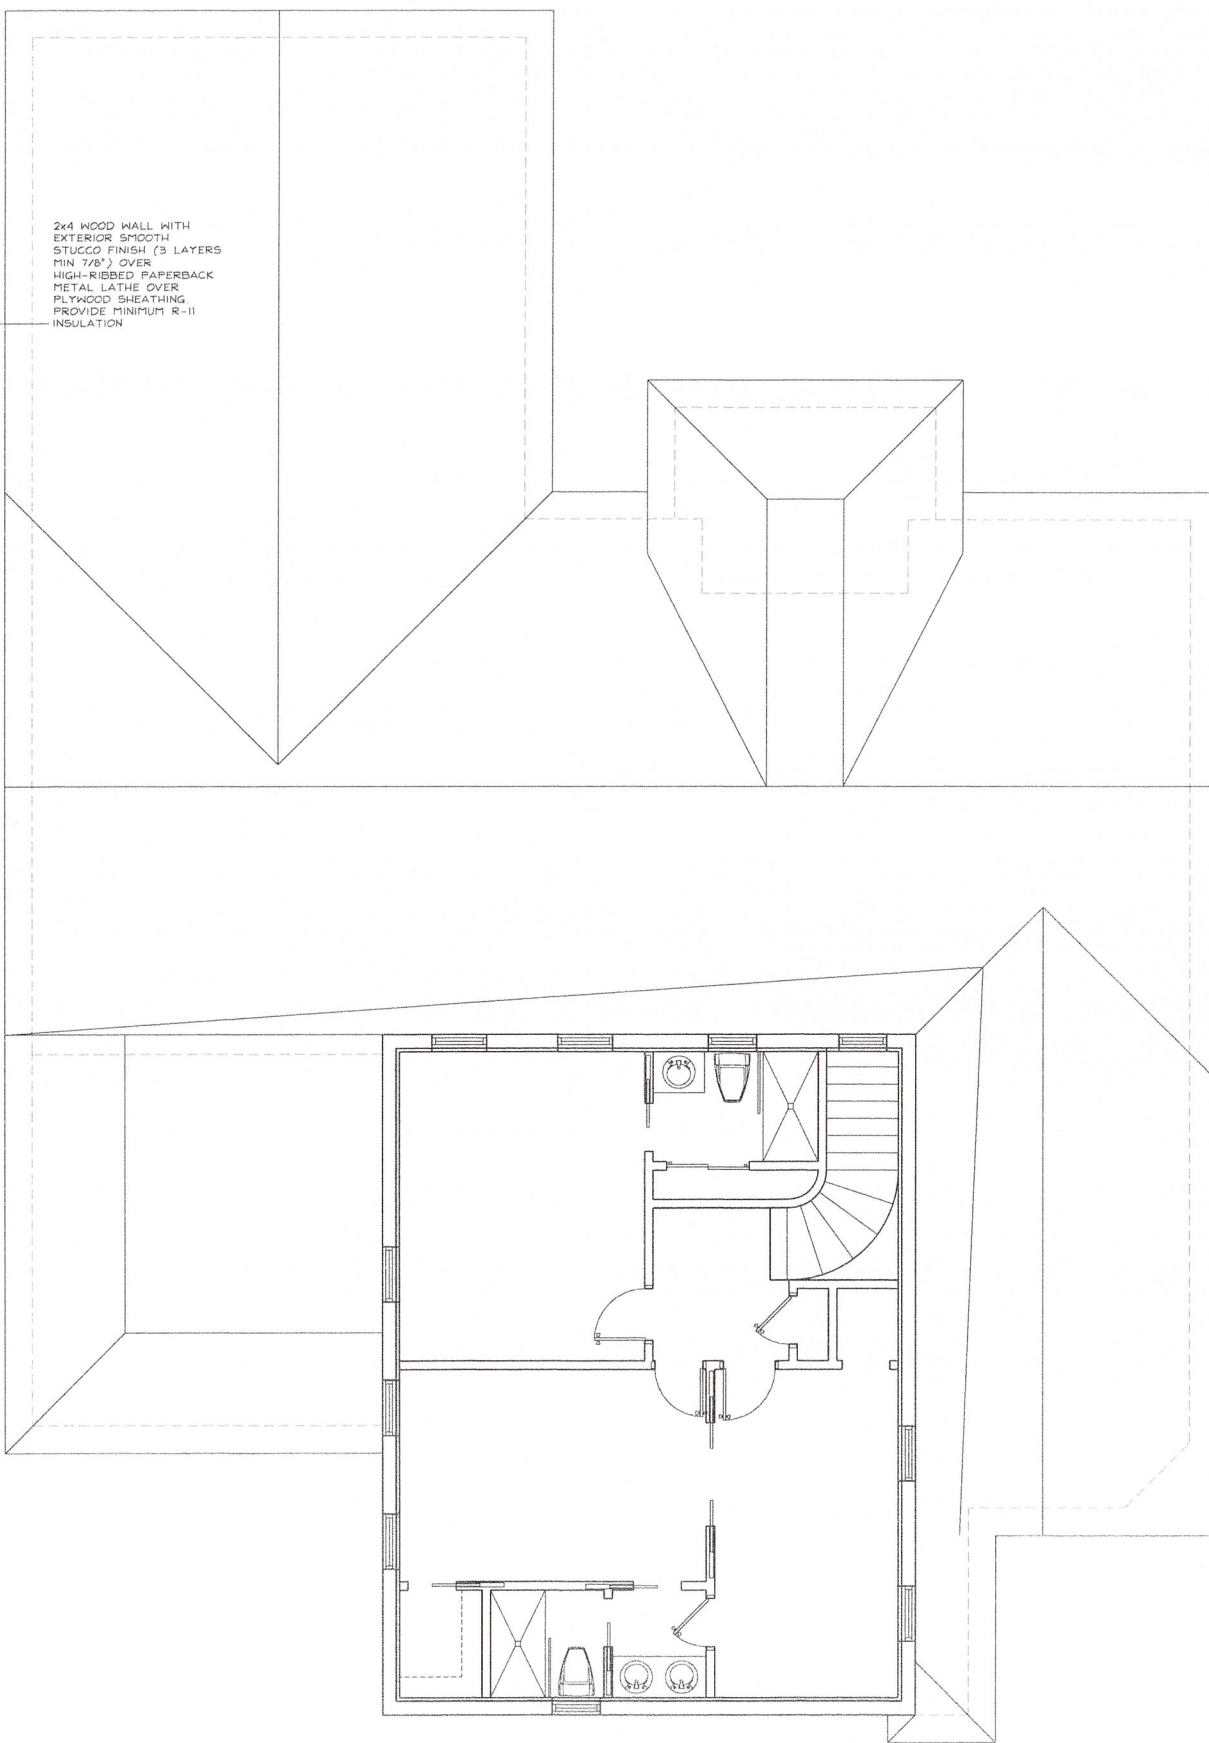 2x4 WOOD WALL WITH
EXTERIOR SMOOTH
STUCCO FINISH (3 LAYERS
MIN 7/8") OVER
HIGH-RIBBED PAPERBACK
METAL LATHE OVER
PLYWOOD SHEATHING.
PROVIDE MINIMUM R-11
INSULATION